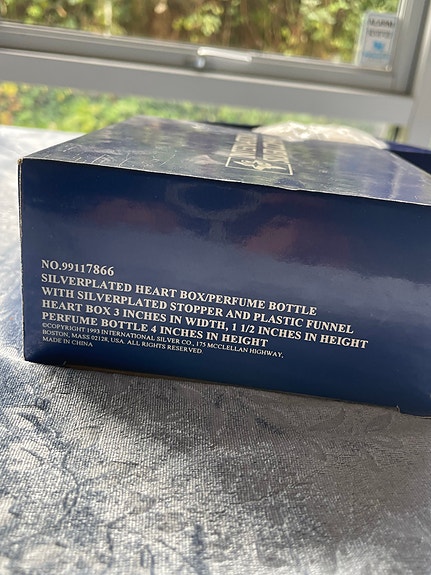 NO.99117866
SILVERPLATED HEART BOX/PERFUME BOTTLE
WITH SILVERPLATED STOPPER AND PLASTIC FUNNEL
HEART BOX 3 INCHES IN WIDTH, 1 1/2 INCHES IN HEIGHT
PERFUME BOTTLE 4 INCHES IN HEIGHT
©COPYRIGHT 1993 INTERNATIONAL SILVER CO., 175 MCCLELLAN HIGHWAY,
BOSTON, MASS 02128, USA. ALL RIGHTS RESERVED.
MADE IN CHINA